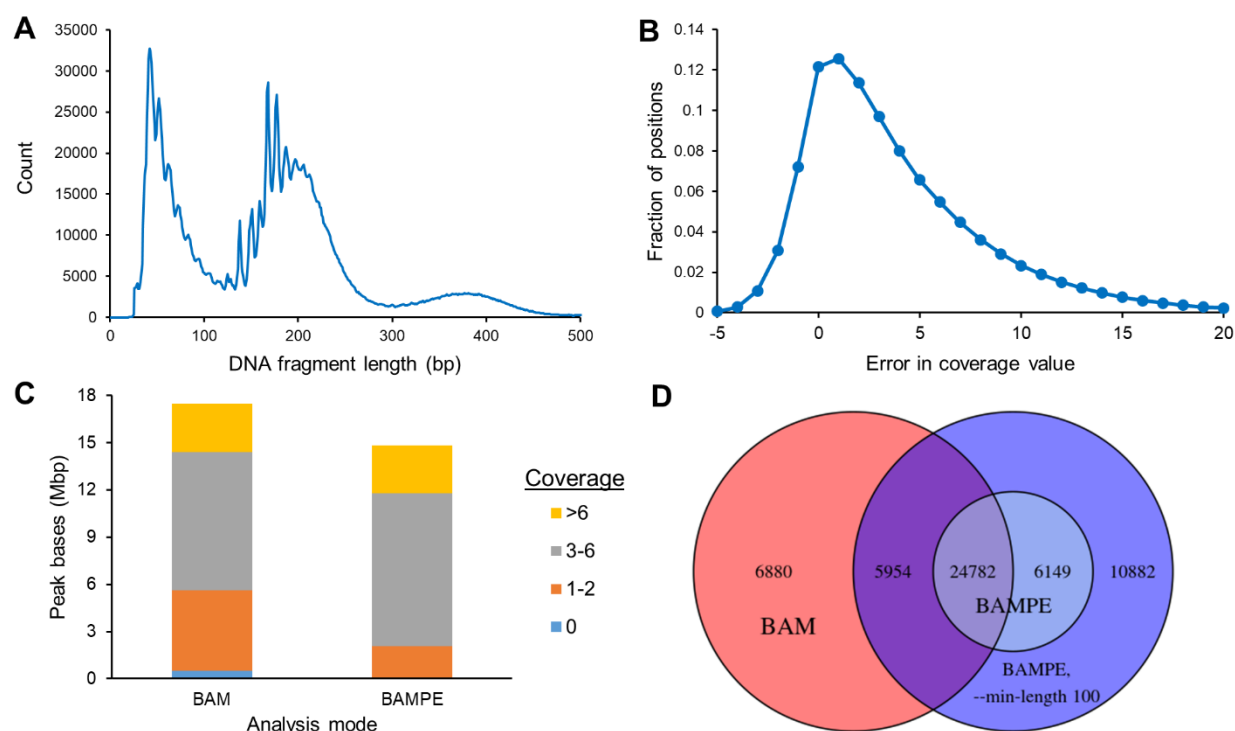 A
35000
30000
25000
20000
15000
10000
5000
0
Count
0
100
200
300
400
500
DNA fragment length (bp)
B
0.14
0.12
0.1
0.08
0.06
0.04
0.02
0
Fraction of positions
-5
0
5
10
15
20
Error in coverage value
C
18
15
12
9
6
3
0
Peak bases (Mbp)
BAM
BAMPE
Analysis mode
Coverage
>6
3-6
1-2
0
D
6880
5954
24782
6149
10882
BAM
BAMPE
BAMPE,
--min-length 100